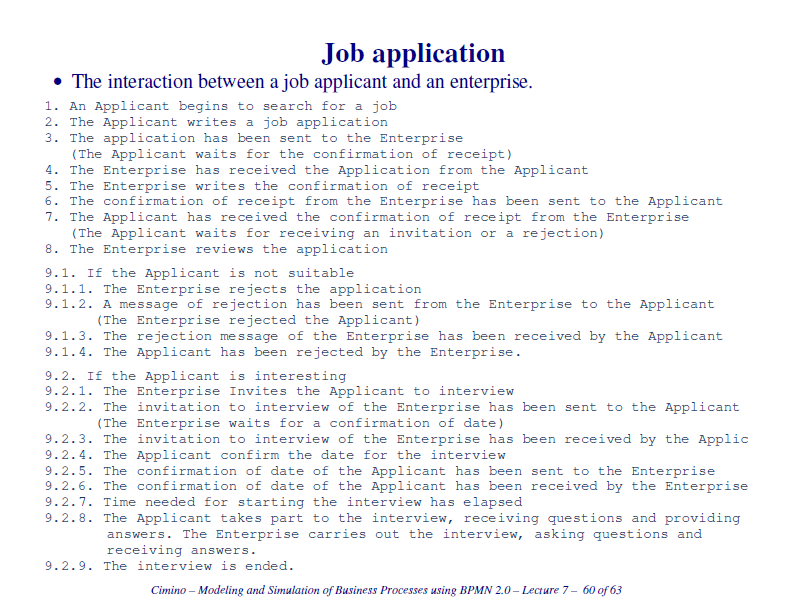 Job application
• The interaction between a job applicant and an enterprise.
1. An Applicant begins to search for a job
2. The Applicant writes a job application
3. The application has been sent to the Enterprise
(The Applicant waits for the confirmation of receipt)
4. The Enterprise has received the Application from the Applicant
5. The Enterprise writes the confirmation of receipt
6. The confirmation of receipt from the Enterprise has been sent to the Applicant
7. The Applicant has received the confirmation of receipt from the Enterprise
(The Applicant waits for receiving an invitation or a rejection)
8. The Enterprise reviews the application
9.1. If the Applicant is not suitable
9.1.1. The Enterprise rejects the application
9.1.2. A message of rejection has been sent from the Enterprise to the Applicant
(The Enterprise rejected the Applicant)
9.1.3. The rejection message of the Enterprise has been received by the Applicant
9.1.4. The Applicant has been rejected by the Enterprise.
9.2. If the Applicant is interesting
9.2.1. The Enterprise Invites the Applicant to interview
9.2.2. The invitation to interview of the Enterprise has been sent to the Applicant
(The Enterprise waits for a confirmation of date)
9.2.3. The invitation to interview of the Enterprise has been received by the Applic
9.2.4. The Applicant confirm the date for the interview
9.2.5. The confirmation of date of the Applicant has been sent to the Enterprise
9.2.6. The confirmation of date of the Applicant has been received by the Enterprise
9.2.7. Time needed for starting the interview has elapsed
9.2.8. The Applicant takes part to the interview, receiving questions and providing
answers. The Enterprise carries out the interview, asking questions and
receiving answers.
9.2.9. The interview is ended.
Cimino – Modeling and Simulation of Business Processes using BPMN 2.0 – Lecture 7 – 60 of 63